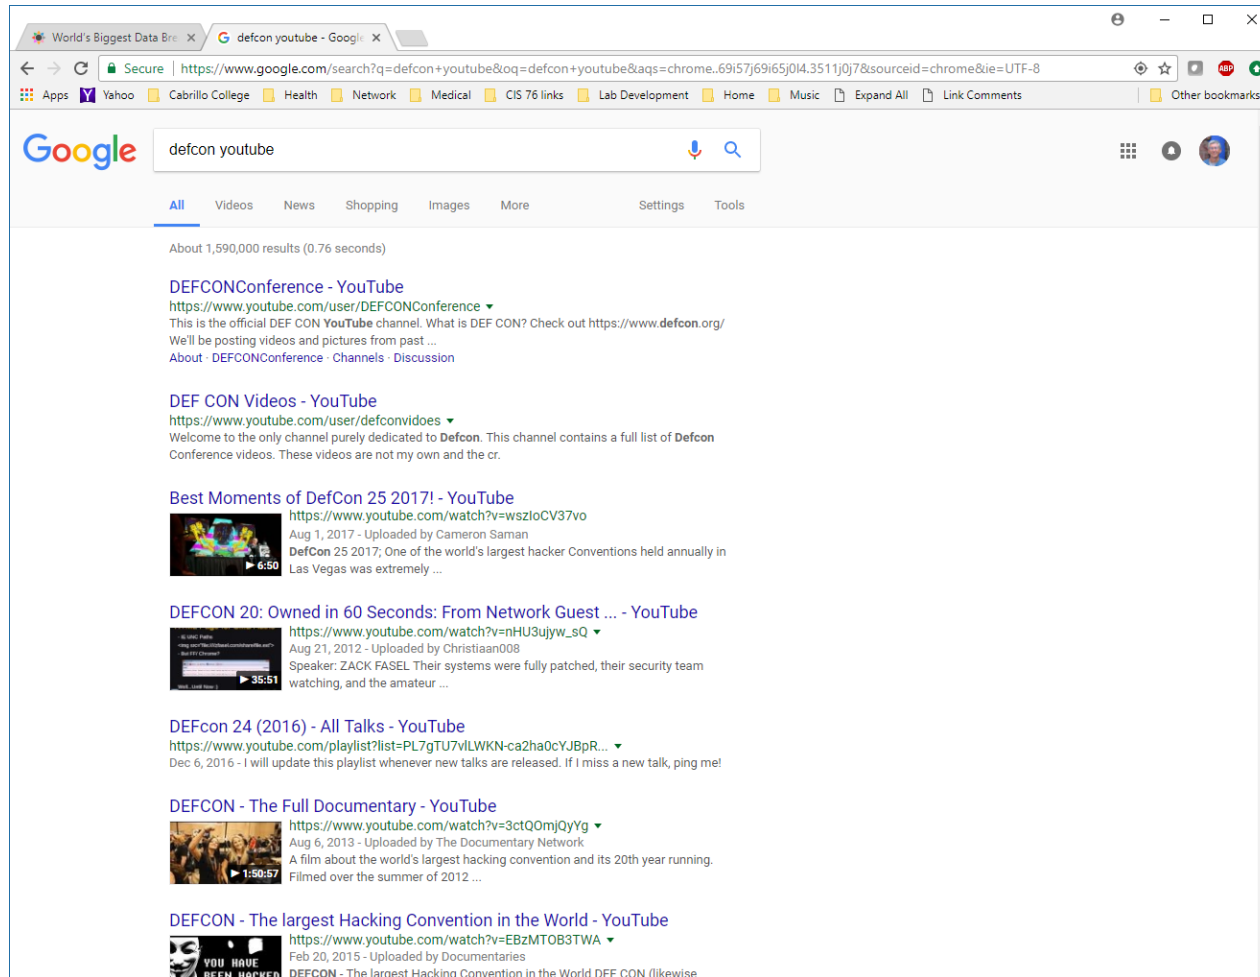 World's Biggest Data Bre
defcon youtube - Google
Secure | https://www.google.com/search?q=defcon+youtube&oq=defcon+youtube&aqs=chrome..69i57j69i65j0l4.3511j0j7&sourceid=chrome&ie=UTF-8
ABP
Apps Yahoo Cabrillo College Health Network Medical CIS 76 links Lab Development Home Music Expand All Link Comments Other bookmarks
Google defcon youtube
All Videos News Shopping Images More Settings Tools
About 1,590,000 results (0.76 seconds)
DEFCONConference - YouTube
https://www.youtube.com/user/DEFCONConference
This is the official DEF CON YouTube channel. What is DEF CON? Check out https://www.defcon.org/
We'll be posting videos and pictures from past ...
About · DEFCONConference · Channels · Discussion
DEF CON Videos - YouTube
https://www.youtube.com/user/defconvidoes
Welcome to the only channel purely dedicated to Defcon. This channel contains a full list of Defcon
Conference videos. These videos are not my own and the cr.
Best Moments of DefCon 25 2017! - YouTube
https://www.youtube.com/watch?v=wszIoCV37vo
Aug 1, 2017 - Uploaded by Cameron Saman
DefCon 25 2017; One of the world's largest hacker Conventions held annually in
Las Vegas was extremely ...
6:50
DEFCON 20: Owned in 60 Seconds: From Network Guest ... - YouTube
https://www.youtube.com/watch?v=nHU3ujyw_sQ
Aug 21, 2012 - Uploaded by Christiaan008
Speaker: ZACK FASEL Their systems were fully patched, their security team
watching, and the amateur ...
35:51
DEFcon 24 (2016) - All Talks - YouTube
https://www.youtube.com/playlist?list=PL7gTU7vlLWKN-ca2ha0cYJBpR...
Dec 6, 2016 - I will update this playlist whenever new talks are released. If I miss a new talk, ping me!
DEFCON - The Full Documentary - YouTube
https://www.youtube.com/watch?v=3ctQOmjQyYg
Aug 6, 2013 - Uploaded by The Documentary Network
A film about the world's largest hacking convention and its 20th year running.
Filmed over the summer of 2012 ...
1:50:57
DEFCON - The largest Hacking Convention in the World - YouTube
https://www.youtube.com/watch?v=EBzMTOB3TWA
Feb 20, 2015 - Uploaded by Documentaries
DEFCON - The largest Hacking Convention in the World DEF CON (likewise
YOU HAVE
BEEN HACKED